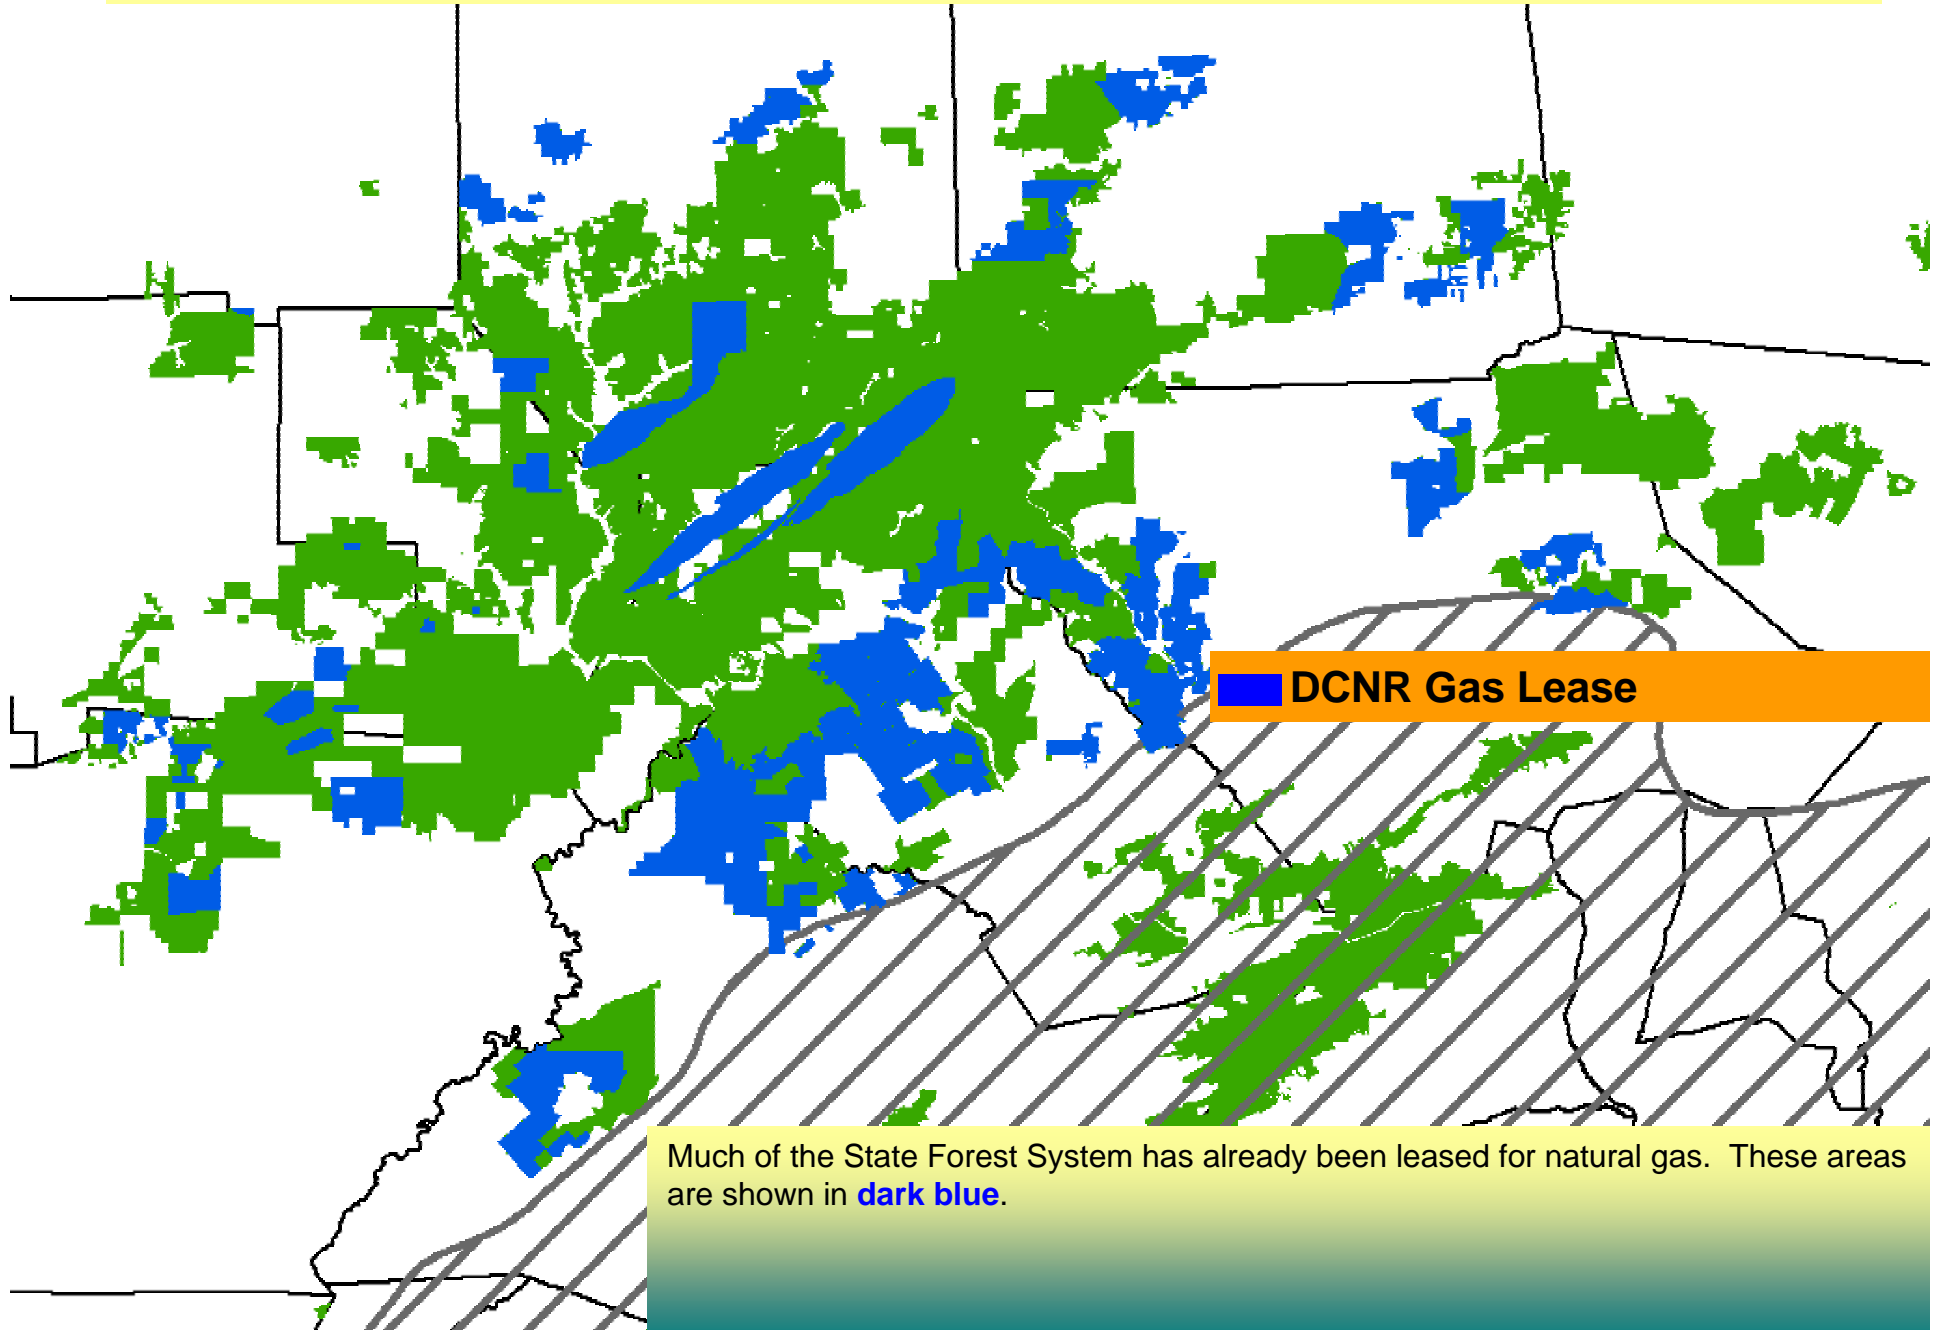 DCNR Gas Lease
Much of the State Forest System has already been leased for natural gas.  These areas
are shown in dark blue.